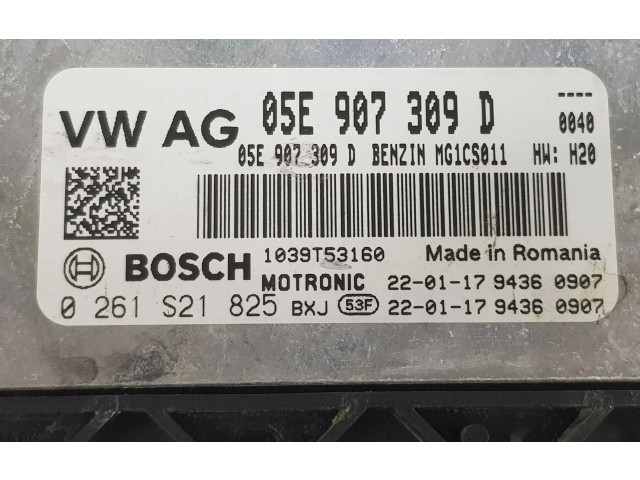 VW AG 05E 907 309 D ----
0040
05E 907 309 D BENZIN MG1CS011 HW: H20
BOSCH 1039T53160 Made in Romania
MOTRONIC 22-01-17 9436 0907
0 261 S21 825 BXJ 53F 22-01-17 9436 0907